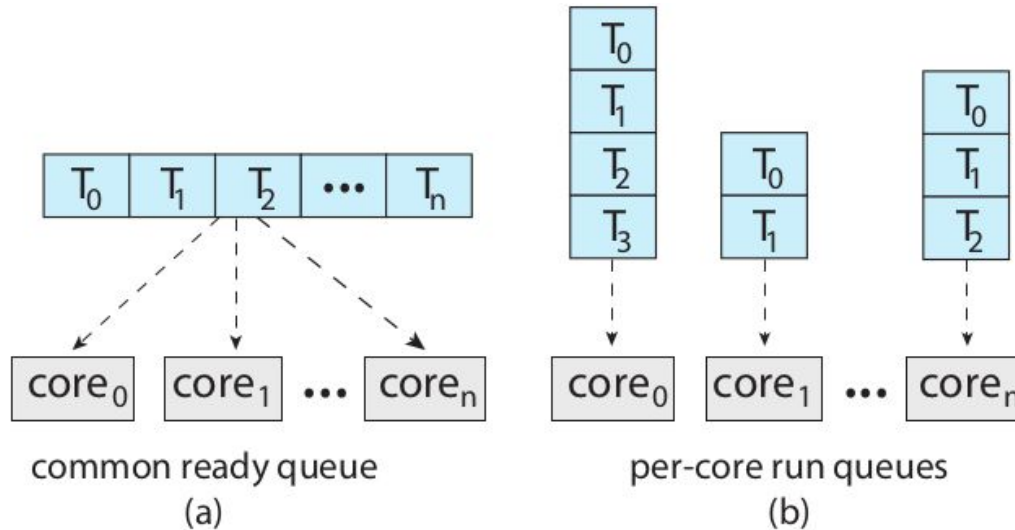 T₀ T₁ T₂ ••• Tₙ
core₀ core₁ ••• coreₙ
common ready queue
(a)
T₀
T₁
T₂
T₃
T₀
T₁
T₀
T₁
T₂
core₀ core₁ ••• coreₙ
per-core run queues
(b)